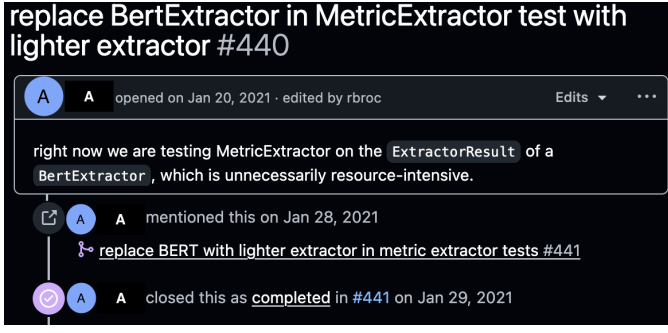 replace BertExtractor in MetricExtractor test with
lighter extractor #440
A A opened on Jan 20, 2021 · edited by rbroc Edits
right now we are testing MetricExtractor on the ExtractorResult of a
BertExtractor, which is unnecessarily resource-intensive.
A A mentioned this on Jan 28, 2021
replace BERT with lighter extractor in metric extractor tests #441
A A closed this as completed in #441 on Jan 29, 2021